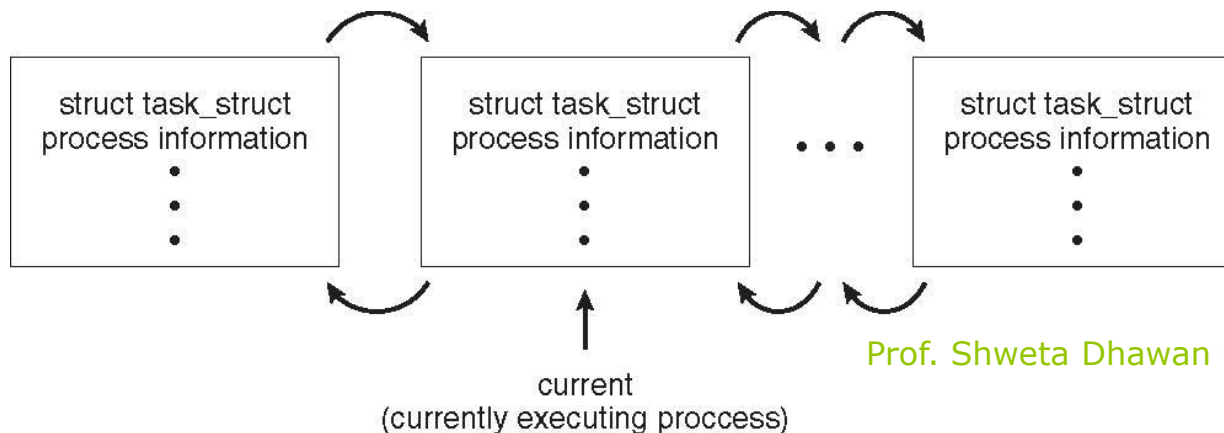 struct task_struct
process information
struct task_struct
process information
struct task_struct
process information
Prof. Shweta Dhawan
current
(currently executing proccess)